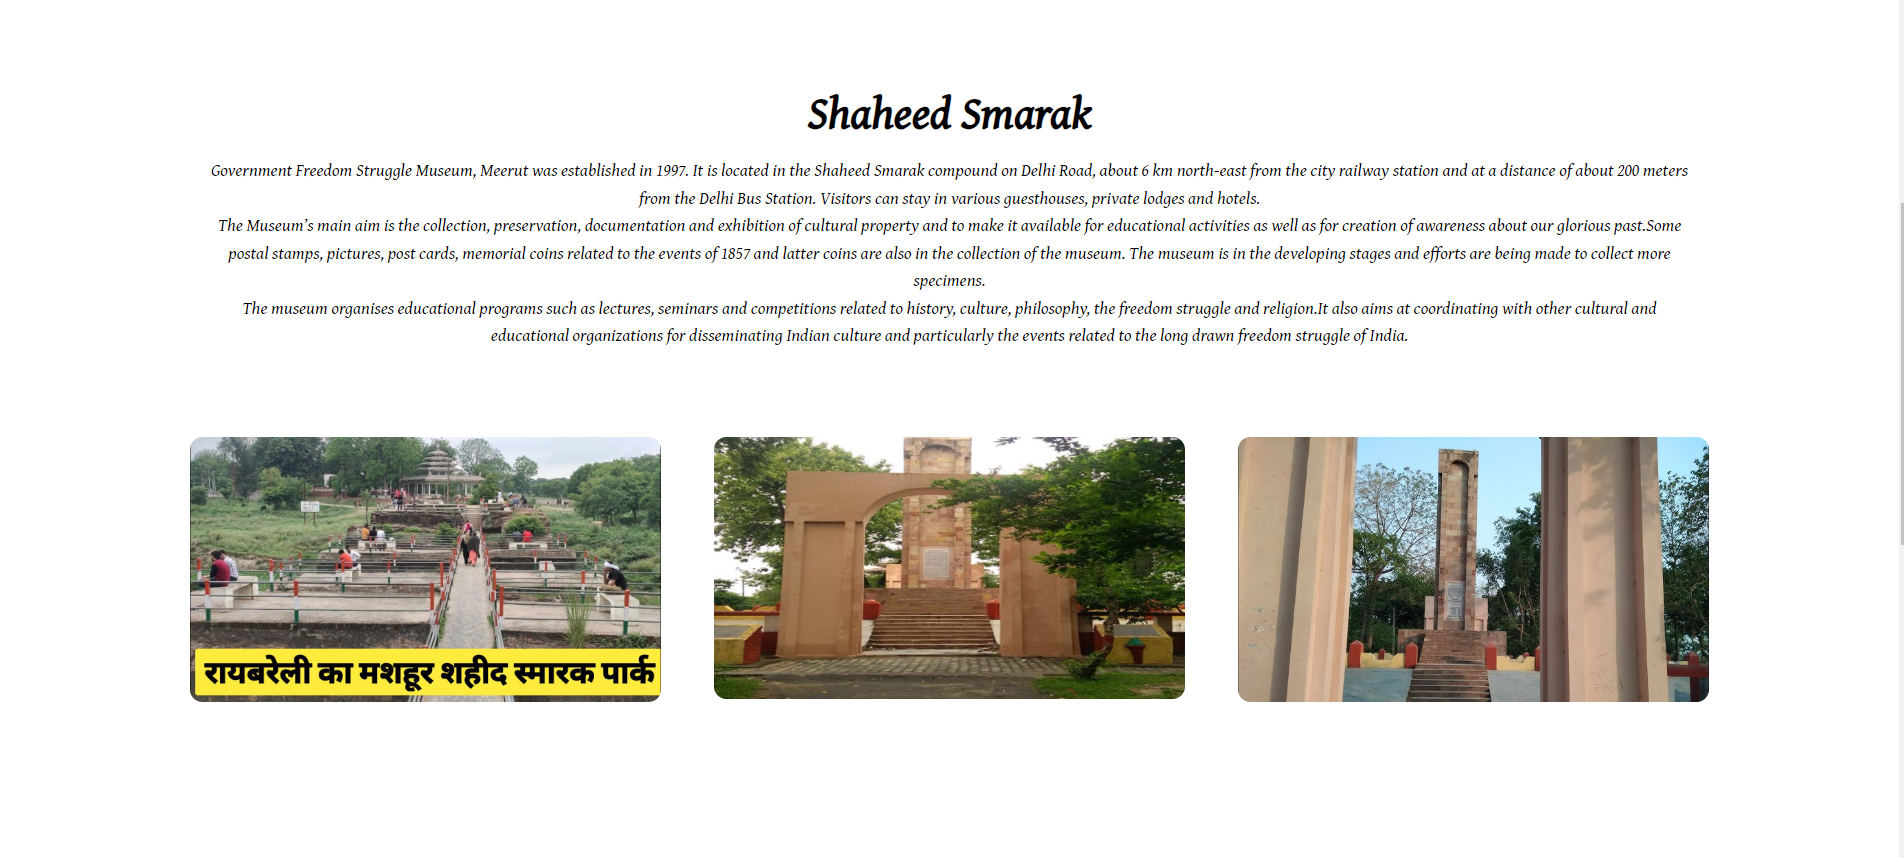 Shaheed Smarak
Government Freedom Struggle Museum, Meerut was established in 1997. It is located in the Shaheed Smarak compound on Delhi Road, about 6 km north-east from the city railway station and at a distance of about 200 meters
from the Delhi Bus Station. Visitors can stay in various guesthouses, private lodges and hotels.
The Museum’s main aim is the collection, preservation, documentation and exhibition of cultural property and to make it available for educational activities as well as for creation of awareness about our glorious past.Some
postal stamps, pictures, post cards, memorial coins related to the events of 1857 and latter coins are also in the collection of the museum. The museum is in the developing stages and efforts are being made to collect more
specimens.
The museum organises educational programs such as lectures, seminars and competitions related to history, culture, philosophy, the freedom struggle and religion.It also aims at coordinating with other cultural and
educational organizations for disseminating Indian culture and particularly the events related to the long drawn freedom struggle of India.
रायबरेली का मशहूर शहीद स्मारक पार्क